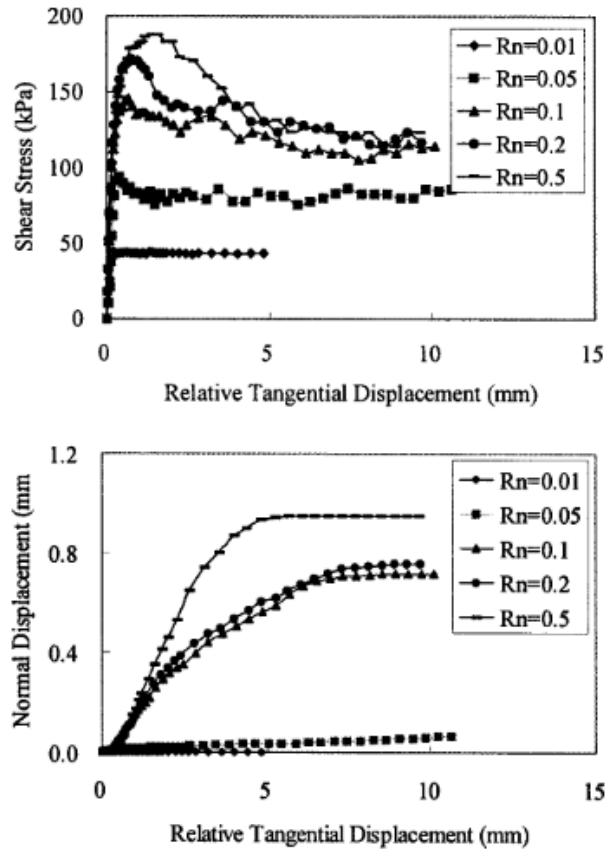 200
150
100
50
0
Shear Stress (kPa)
Rn=0.01
Rn=0.05
Rn=0.1
Rn=0.2
Rn=0.5
0
5
10
15
Relative Tangential Displacement (mm)
1.2
0.8
0.4
0.0
Normal Displacement (mm
Rn=0.01
Rn=0.05
Rn=0.1
Rn=0.2
Rn=0.5
0
5
10
15
Relative Tangential Displacement (mm)